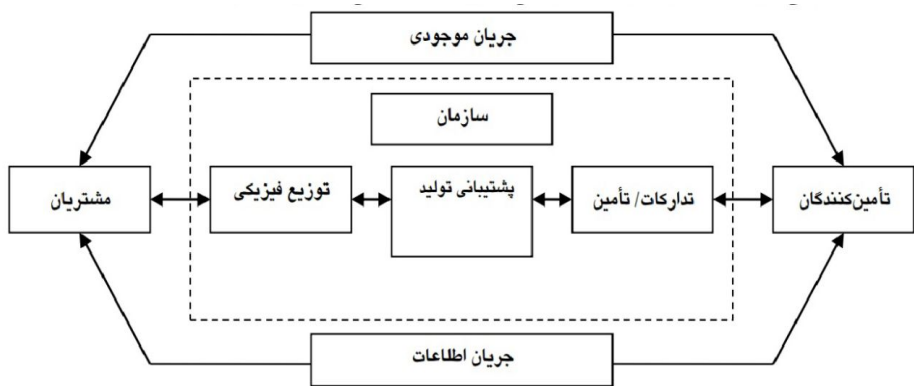 جریان موجودی
سازمان
تأمین‌کنندگان
تدارکات/ تأمین
پشتیبانی تولید
توزیع فیزیکی
مشتریان
جریان اطلاعات